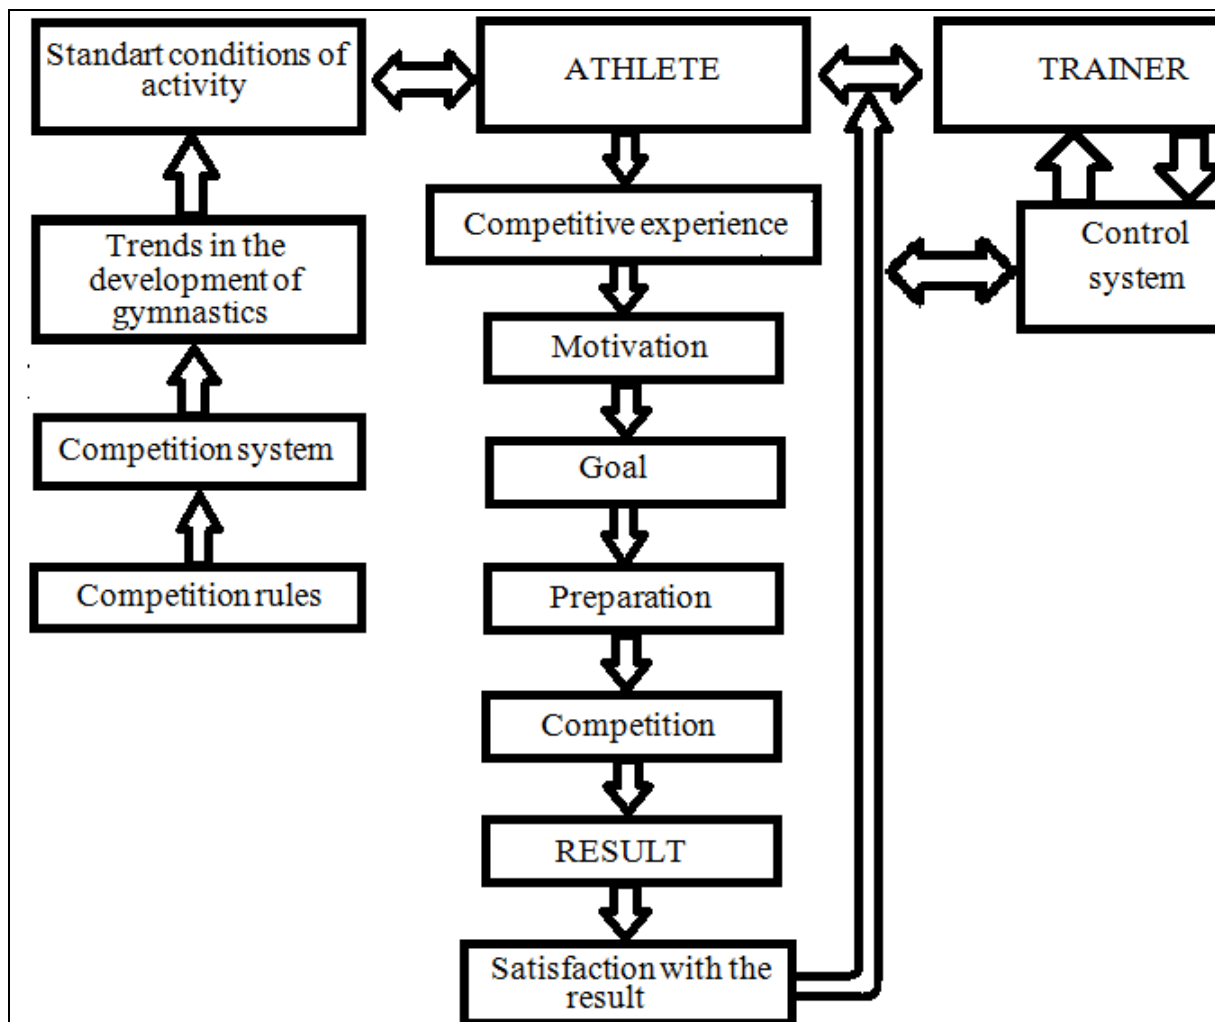 Standart conditions of
activity
ATHLETE
TRAINER
Competitive experience
Trends in the
development of
gymnastics
Control
system
Motivation
Competition system
Goal
Competition rules
Preparation
Competition
RESULT
Satisfaction with the
result